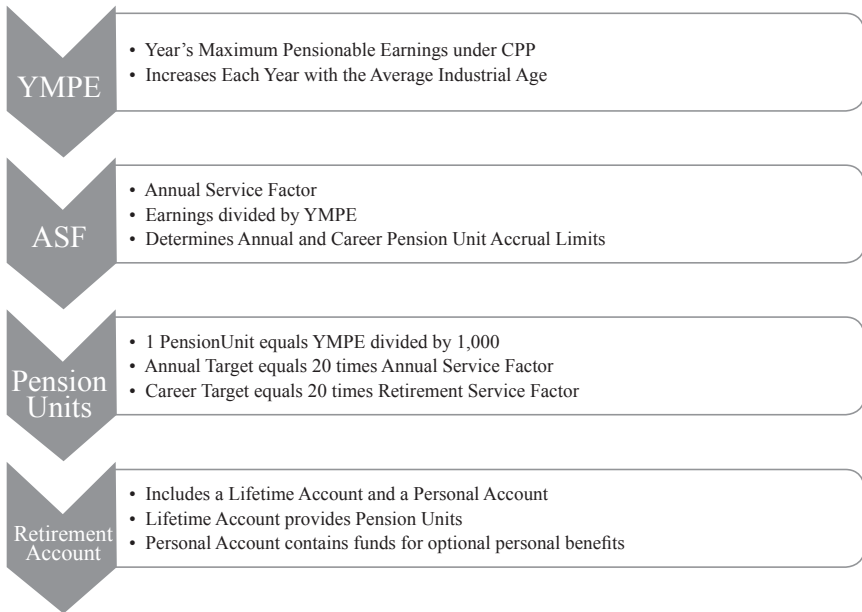 YMPE
• Year's Maximum Pensionable Earnings under CPP
• Increases Each Year with the Average Industrial Age
ASF
• Annual Service Factor
• Earnings divided by YMPE
• Determines Annual and Career Pension Unit Accrual Limits
Pension
Units
• 1 PensionUnit equals YMPE divided by 1,000
• Annual Target equals 20 times Annual Service Factor
• Career Target equals 20 times Retirement Service Factor
Retirement
Account
• Includes a Lifetime Account and a Personal Account
• Lifetime Account provides Pension Units
• Personal Account contains funds for optional personal benefits